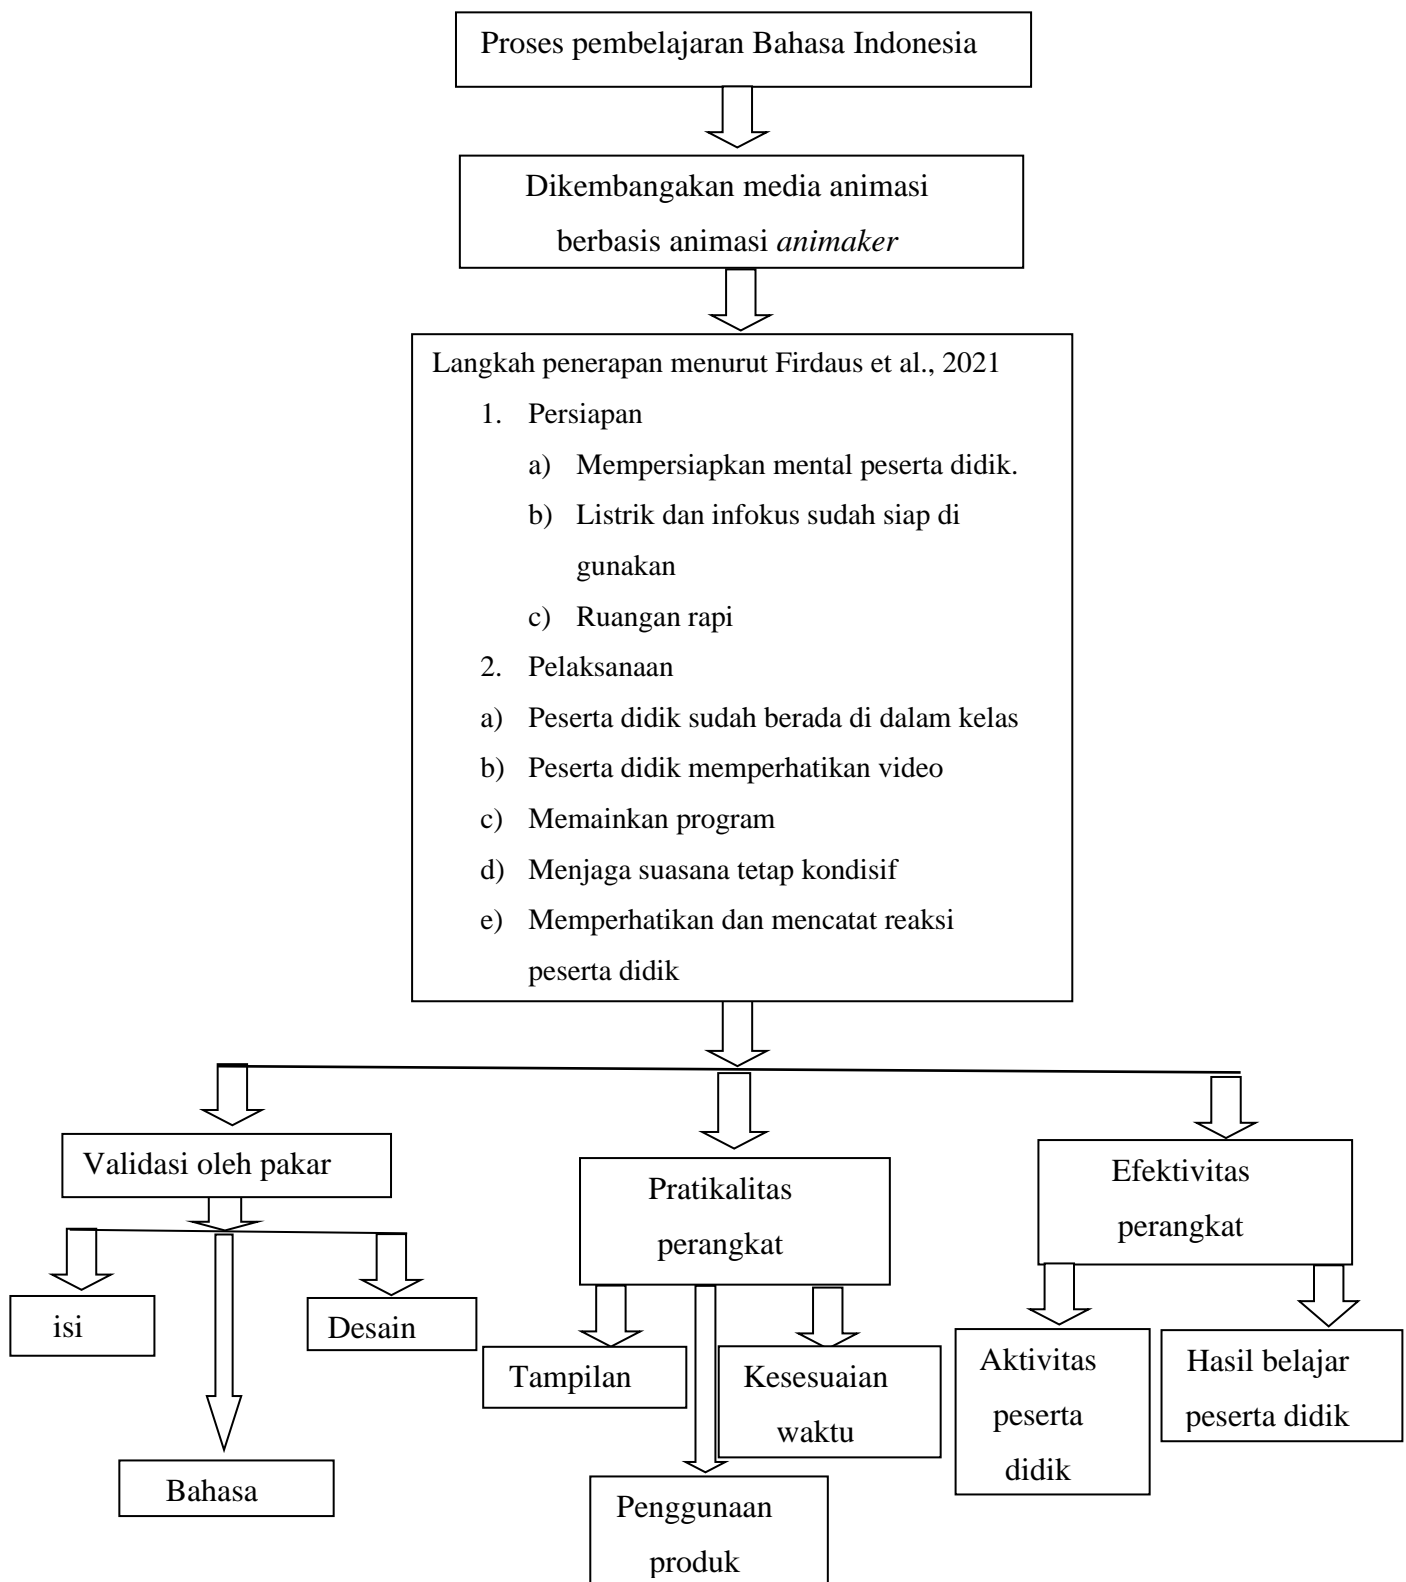 Proses pembelajaran Bahasa Indonesia
Dikembangakan media animasi
berbasis animasi animaker
Langkah penerapan menurut Firdaus et al., 2021
1. Persiapan
a) Mempersiapkan mental peserta didik.
b) Listrik dan infokus sudah siap di
gunakan
c) Ruangan rapi
2. Pelaksanaan
a) Peserta didik sudah berada di dalam kelas
b) Peserta didik memperhatikan video
c) Memainkan program
d) Menjaga suasana tetap kondisif
e) Memperhatikan dan mencatat reaksi
peserta didik
Validasi oleh pakar
isi
Bahasa
Desain
Pratikalitas
perangkat
Tampilan
Penggunaan
produk
Kesesuaian
waktu
Efektivitas
perangkat
Aktivitas
peserta
didik
Hasil belajar
peserta didik